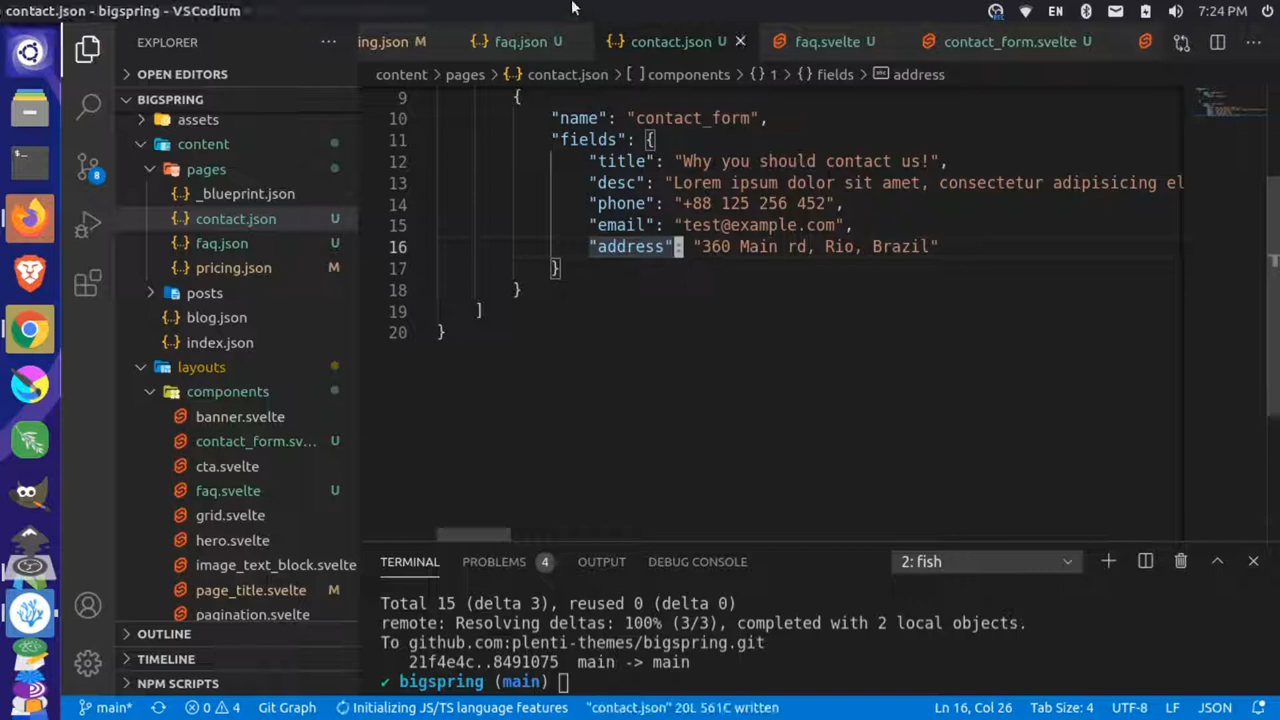 contact.json - bigspring - VSCodium
EN
7:24 PM
EXPLORER
ing.json M
faq.json U
contact.json U
faq.svelte U
contact_form.svelte U
OPEN EDITORS
content pages contact.json components 1 fields address
BIGSPRING
assets
content
pages
_blueprint.json
contact.json U
faq.json U
pricing.json M
posts
blog.json
index.json
layouts
components
banner.svelte
contact_form.sv... U
cta.svelte
faq.svelte U
grid.svelte
hero.svelte
image_text_block.svelte
page_title.svelte M
pagination.svelte
OUTLINE
TIMELINE
NPM SCRIPTS
8
9 {
10 "name": "contact_form",
11 "fields": {
12 "title": "Why you should contact us!",
13 "desc": "Lorem ipsum dolor sit amet, consectetur adipisicing el
14 "phone": "+88 125 256 452",
15 "email": "test@example.com",
16 "address": "360 Main rd, Rio, Brazil"
17 }
18 }
19 ]
20 }
TERMINAL PROBLEMS 4 OUTPUT DEBUG CONSOLE 2: fish
Total 15 (delta 3), reused 0 (delta 0)
remote: Resolving deltas: 100% (3/3), completed with 2 local objects.
To github.com:plenti-themes/bigspring.git
21f4e4c..8491075 main -> main
✔ bigspring (main)
main* 0 4 Git Graph Initializing JS/TS language features "contact.json" 20L 561C written Ln 16, Col 26 Tab Size: 4 UTF-8 LF JSON